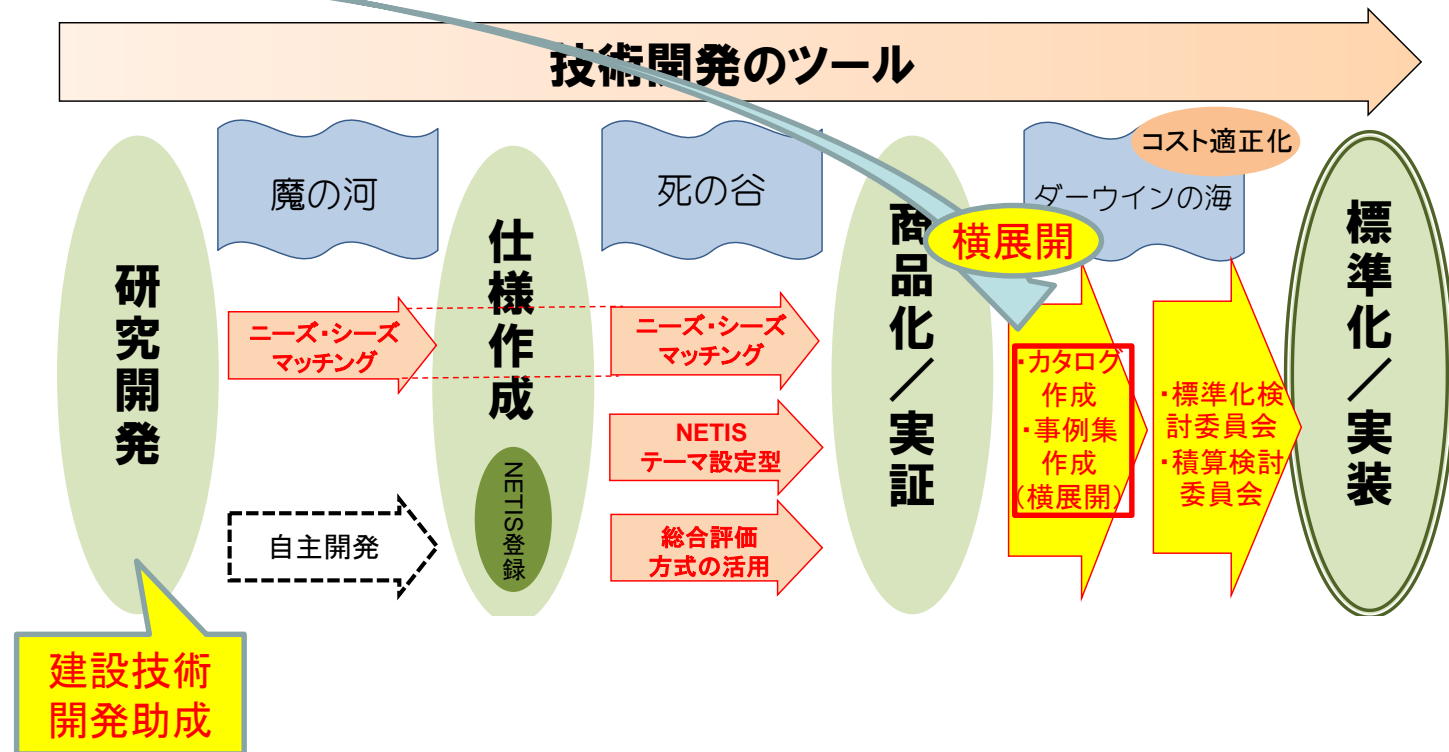 技術開発のツール
コスト適正化
魔の河
死の谷
ダーウインの海
横展開
研究開発
仕様作成
NETIS登録
商品化／実証
標準化／実装
ニーズ・シーズ
マッチング
ニーズ・シーズ
マッチング
NETIS
テーマ設定型
自主開発
総合評価
方式の活用
・カタログ
作成
・事例集
作成
（横展開）
・標準化検
討委員会
・積算検討
委員会
建設技術
開発助成